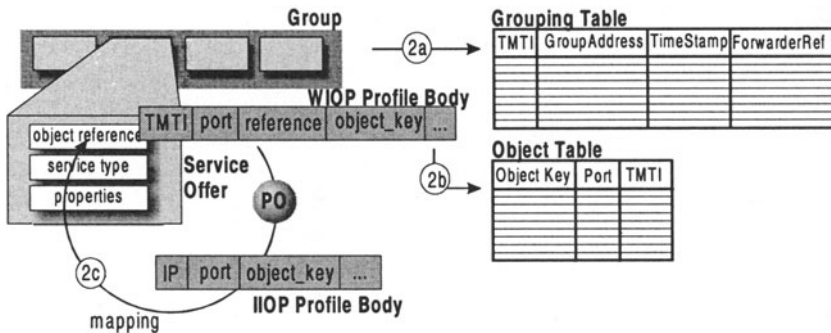 Group
Grouping Table
2a
TMTI GroupAddress TimeStamp ForwarderRef
WIOP Profile Body
TMTI port reference object_key ...
object reference
service type
properties
Service
Offer
2b
Object Table
Object Key Port TMTI
PO
2c
IP port object_key ...
IIOP Profile Body
mapping